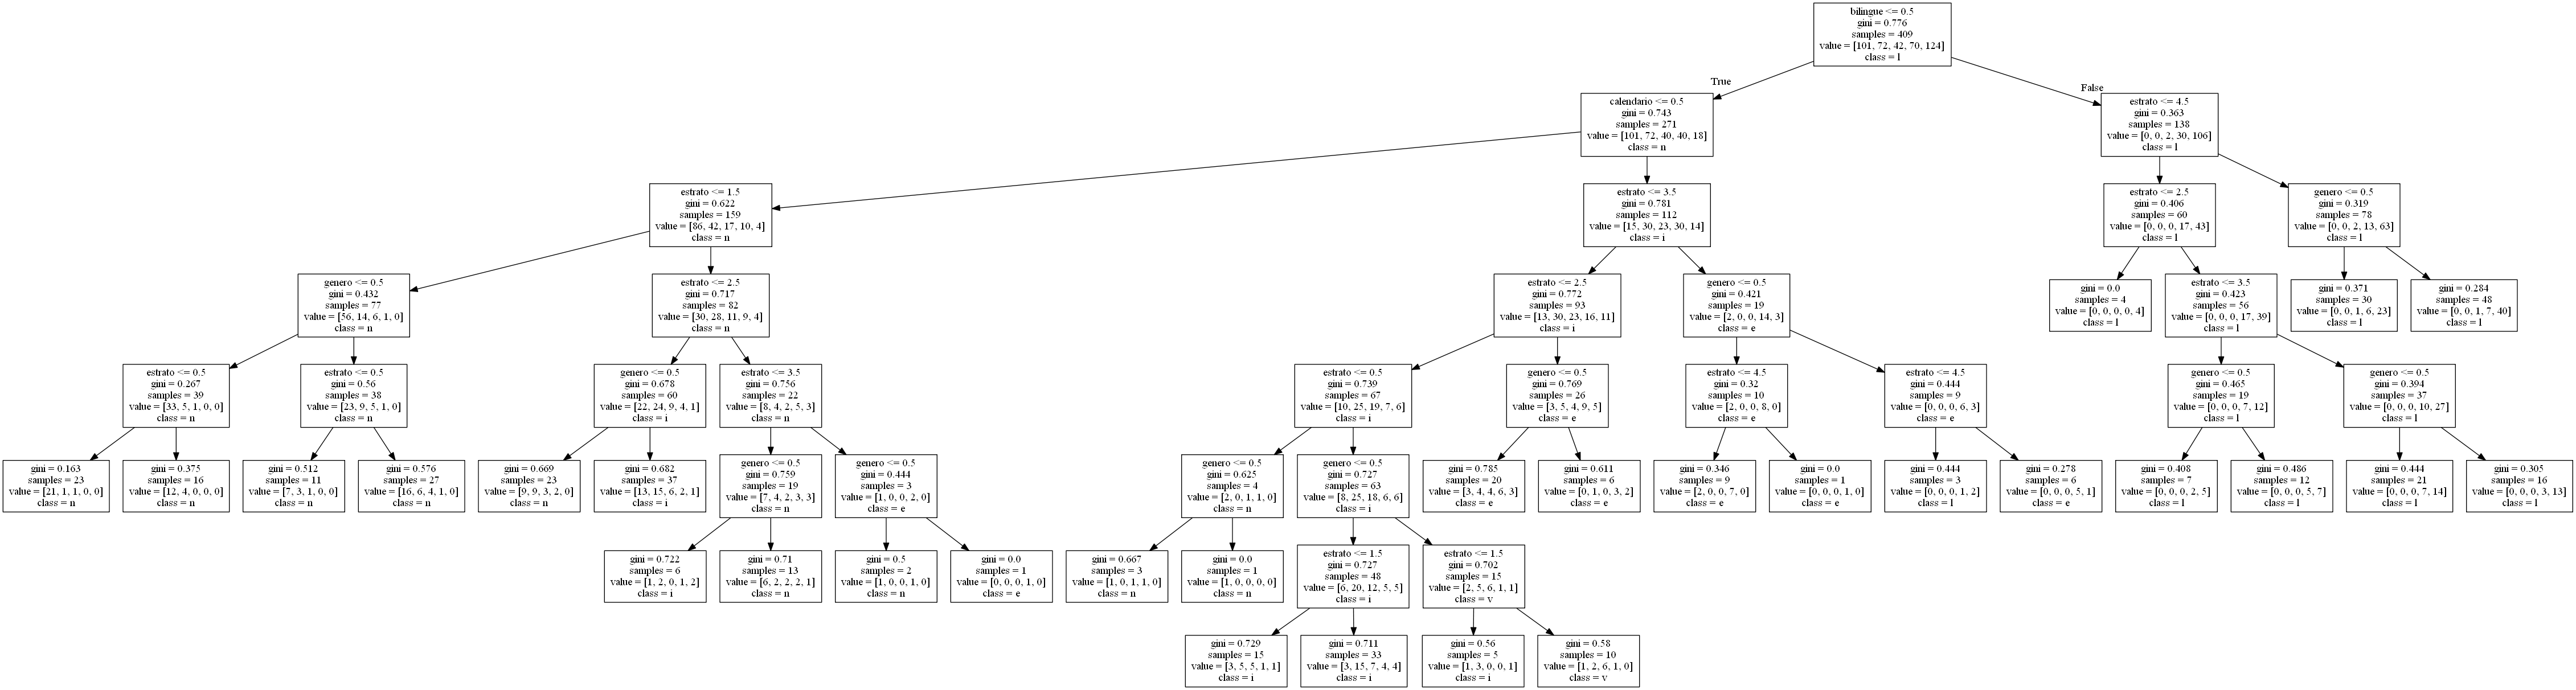 bilingue <= 0.5
gini = 0.776
samples = 409
value = [101, 72, 42, 70, 124]
class = l
True
False
calendario <= 0.5
gini = 0.743
samples = 271
value = [101, 72, 40, 40, 18]
class = n
estrato <= 4.5
gini = 0.363
samples = 138
value = [0, 0, 2, 30, 106]
class = l
estrato <= 1.5
gini = 0.622
samples = 159
value = [86, 42, 17, 10, 4]
class = n
estrato <= 3.5
gini = 0.781
samples = 112
value = [15, 30, 23, 30, 14]
class = i
estrato <= 2.5
gini = 0.406
samples = 60
value = [0, 0, 0, 17, 43]
class = l
genero <= 0.5
gini = 0.319
samples = 78
value = [0, 0, 2, 13, 63]
class = l
genero <= 0.5
gini = 0.432
samples = 77
value = [56, 14, 6, 1, 0]
class = n
estrato <= 2.5
gini = 0.717
samples = 82
value = [30, 28, 11, 9, 4]
class = n
estrato <= 2.5
gini = 0.772
samples = 93
value = [13, 30, 23, 16, 11]
class = i
genero <= 0.5
gini = 0.421
samples = 19
value = [2, 0, 0, 14, 3]
class = e
gini = 0.0
samples = 4
value = [0, 0, 0, 0, 4]
class = l
estrato <= 3.5
gini = 0.423
samples = 56
value = [0, 0, 0, 17, 39]
class = l
gini = 0.371
samples = 30
value = [0, 0, 1, 6, 23]
class = l
gini = 0.284
samples = 48
value = [0, 0, 1, 7, 40]
class = l
estrato <= 0.5
gini = 0.267
samples = 39
value = [33, 5, 1, 0, 0]
class = n
estrato <= 0.5
gini = 0.56
samples = 38
value = [23, 9, 5, 1, 0]
class = n
genero <= 0.5
gini = 0.678
samples = 60
value = [22, 24, 9, 4, 1]
class = i
estrato <= 3.5
gini = 0.756
samples = 22
value = [8, 4, 2, 5, 3]
class = n
estrato <= 0.5
gini = 0.739
samples = 67
value = [10, 25, 19, 7, 6]
class = i
genero <= 0.5
gini = 0.769
samples = 26
value = [3, 5, 4, 9, 5]
class = e
estrato <= 4.5
gini = 0.32
samples = 10
value = [2, 0, 0, 8, 0]
class = e
estrato <= 4.5
gini = 0.444
samples = 9
value = [0, 0, 0, 6, 3]
class = e
genero <= 0.5
gini = 0.465
samples = 19
value = [0, 0, 0, 7, 12]
class = l
genero <= 0.5
gini = 0.394
samples = 37
value = [0, 0, 0, 10, 27]
class = l
gini = 0.163
samples = 23
value = [21, 1, 1, 0, 0]
class = n
gini = 0.375
samples = 16
value = [12, 4, 0, 0, 0]
class = n
gini = 0.512
samples = 11
value = [7, 3, 1, 0, 0]
class = n
gini = 0.576
samples = 27
value = [16, 6, 4, 1, 0]
class = n
gini = 0.669
samples = 23
value = [9, 9, 3, 2, 0]
class = n
gini = 0.682
samples = 37
value = [13, 15, 6, 2, 1]
class = i
genero <= 0.5
gini = 0.759
samples = 19
value = [7, 4, 2, 3, 3]
class = n
genero <= 0.5
gini = 0.444
samples = 3
value = [1, 0, 0, 2, 0]
class = e
genero <= 0.5
gini = 0.625
samples = 4
value = [2, 0, 1, 1, 0]
class = n
genero <= 0.5
gini = 0.727
samples = 63
value = [8, 25, 18, 6, 6]
class = i
gini = 0.785
samples = 20
value = [3, 4, 4, 6, 3]
class = e
gini = 0.611
samples = 6
value = [0, 1, 0, 3, 2]
class = e
gini = 0.346
samples = 9
value = [2, 0, 0, 7, 0]
class = e
gini = 0.0
samples = 1
value = [0, 0, 0, 1, 0]
class = e
gini = 0.444
samples = 3
value = [0, 0, 0, 1, 2]
class = l
gini = 0.278
samples = 6
value = [0, 0, 0, 5, 1]
class = e
gini = 0.408
samples = 7
value = [0, 0, 0, 2, 5]
class = l
gini = 0.486
samples = 12
value = [0, 0, 0, 5, 7]
class = l
gini = 0.444
samples = 21
value = [0, 0, 0, 7, 14]
class = l
gini = 0.305
samples = 16
value = [0, 0, 0, 3, 13]
class = l
gini = 0.722
samples = 6
value = [1, 2, 0, 1, 2]
class = i
gini = 0.71
samples = 13
value = [6, 2, 2, 2, 1]
class = n
gini = 0.5
samples = 2
value = [1, 0, 0, 1, 0]
class = n
gini = 0.0
samples = 1
value = [0, 0, 0, 1, 0]
class = e
gini = 0.667
samples = 3
value = [1, 0, 1, 1, 0]
class = n
gini = 0.0
samples = 1
value = [1, 0, 0, 0, 0]
class = n
estrato <= 1.5
gini = 0.727
samples = 48
value = [6, 20, 12, 5, 5]
class = i
estrato <= 1.5
gini = 0.702
samples = 15
value = [2, 5, 6, 1, 1]
class = v
gini = 0.729
samples = 15
value = [3, 5, 5, 1, 1]
class = i
gini = 0.711
samples = 33
value = [3, 15, 7, 4, 4]
class = i
gini = 0.56
samples = 5
value = [1, 3, 0, 0, 1]
class = i
gini = 0.58
samples = 10
value = [1, 2, 6, 1, 0]
class = v